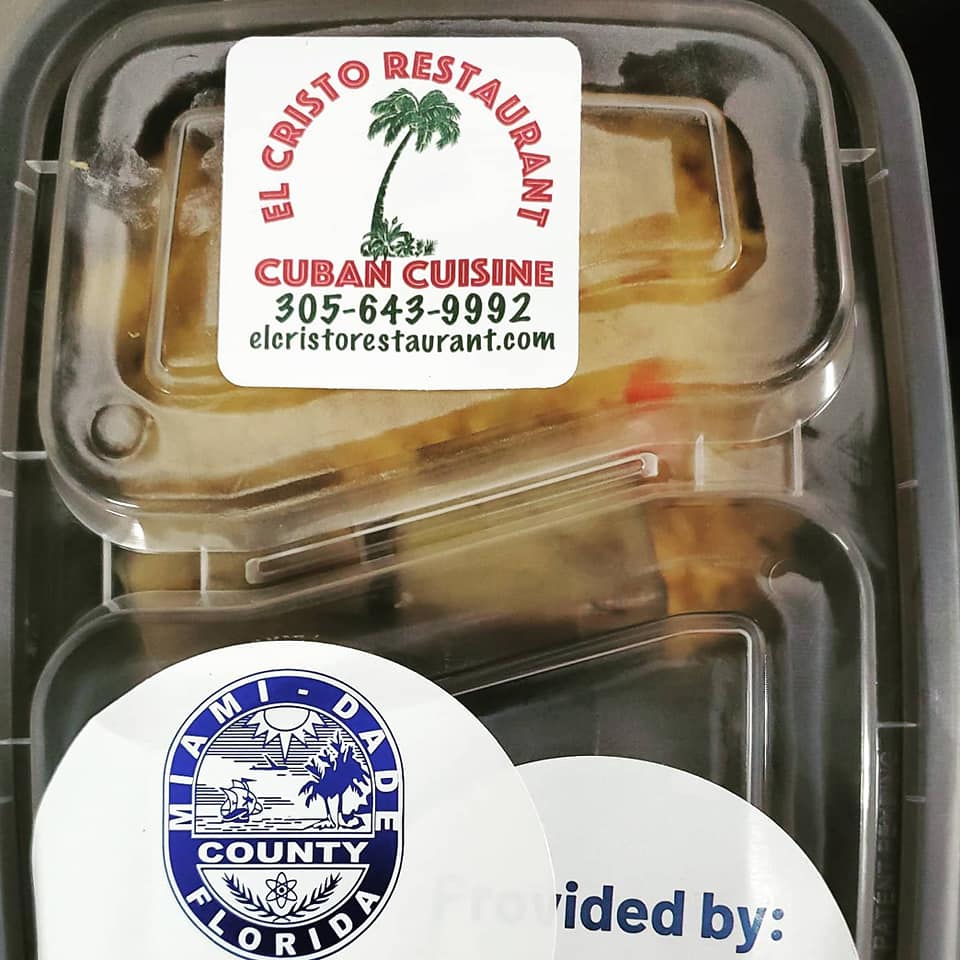 EL CRISTO RESTAURANT
CUBAN CUISINE
305-643-9992
elcristorestaurant.com
MIAMI-DADE
COUNTY
FLORIDA
Provided by: